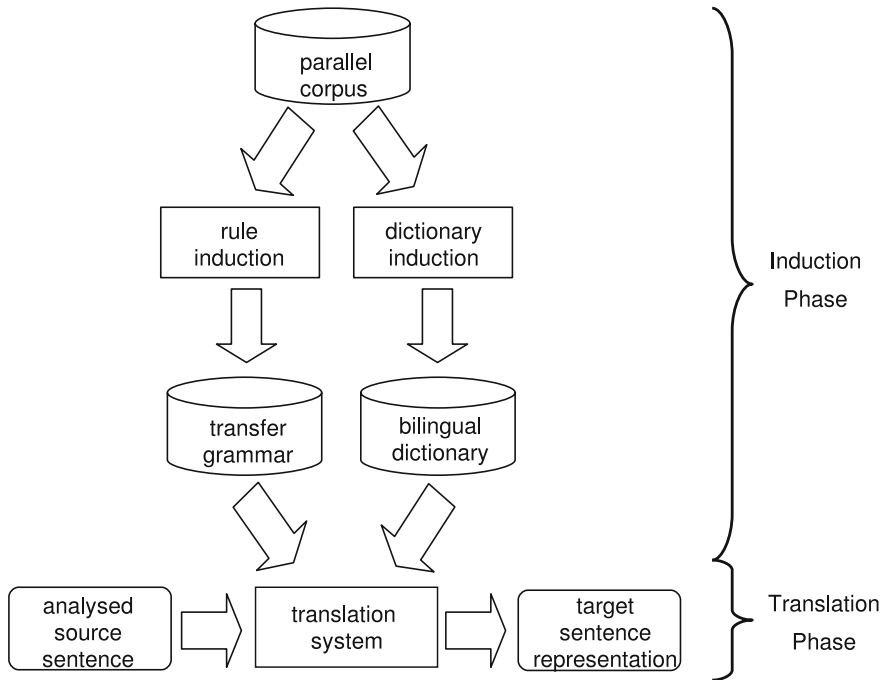 parallel
corpus
rule
induction
dictionary
induction
Induction
Phase
transfer
grammar
bilingual
dictionary
analysed
source
sentence
translation
system
target
sentence
representation
Translation
Phase